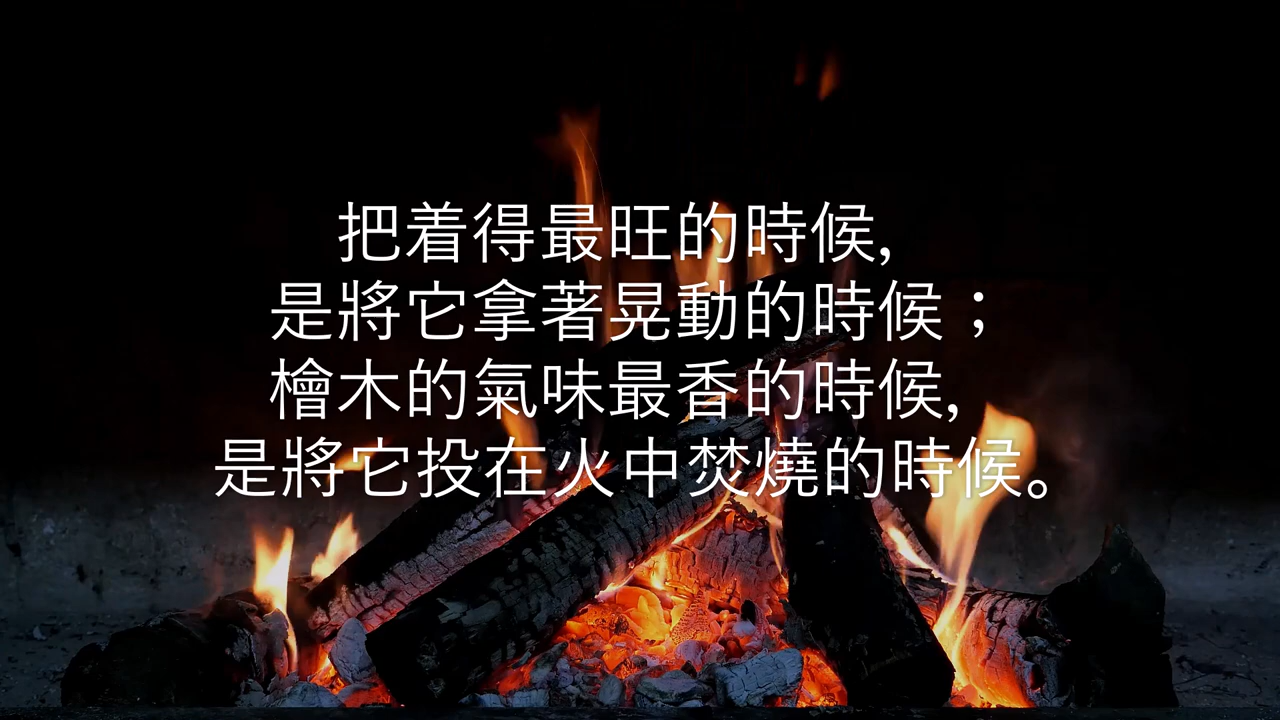 把着得最旺的時候,
是將它拿著晃動的時候；
檜木的氣味最香的時候,
是將它投在火中焚燒的時候。